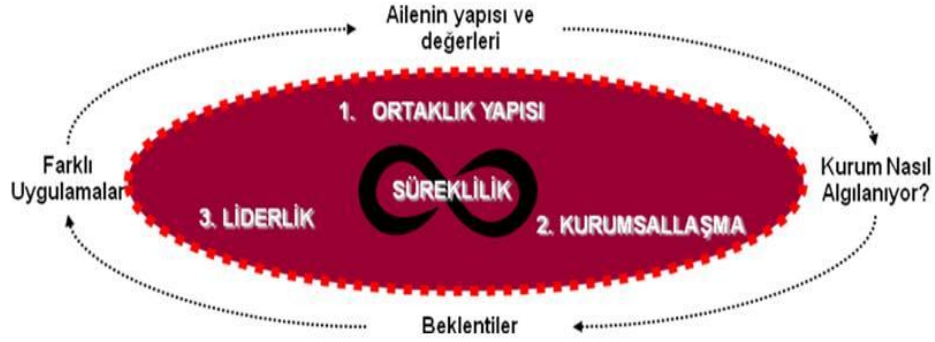 Ailenin yapısı ve
değerleri
1. ORTAKLIK YAPISI
Farklı
Uygulamalar
SÜREKLİLİK
Kurum Nasıl
Algılanıyor?
3. LİDERLİK
2. KURUMSALLAŞMA
Beklentiler